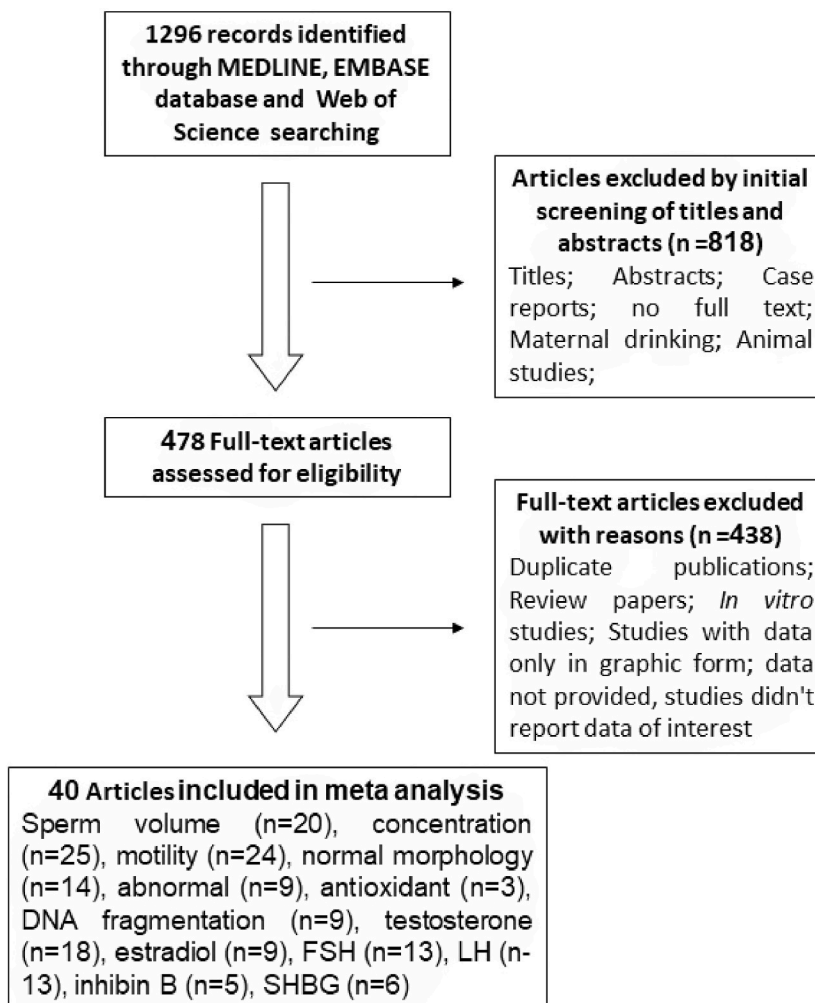 1296 records identified
through MEDLINE, EMBASE
database and Web of
Science searching
Articles excluded by initial
screening of titles and
abstracts (n =818)
Titles; Abstracts; Case
reports; no full text;
Maternal drinking; Animal
studies;
478 Full-text articles
assessed for eligibility
Full-text articles excluded
with reasons (n =438)
Duplicate publications;
Review papers; In vitro
studies; Studies with data
only in graphic form; data
not provided, studies didn't
report data of interest
40 Articles included in meta analysis
Sperm volume (n=20), concentration
(n=25), motility (n=24), normal morphology
(n=14), abnormal (n=9), antioxidant (n=3),
DNA fragmentation (n=9), testosterone
(n=18), estradiol (n=9), FSH (n=13), LH (n-
13), inhibin B (n=5), SHBG (n=6)